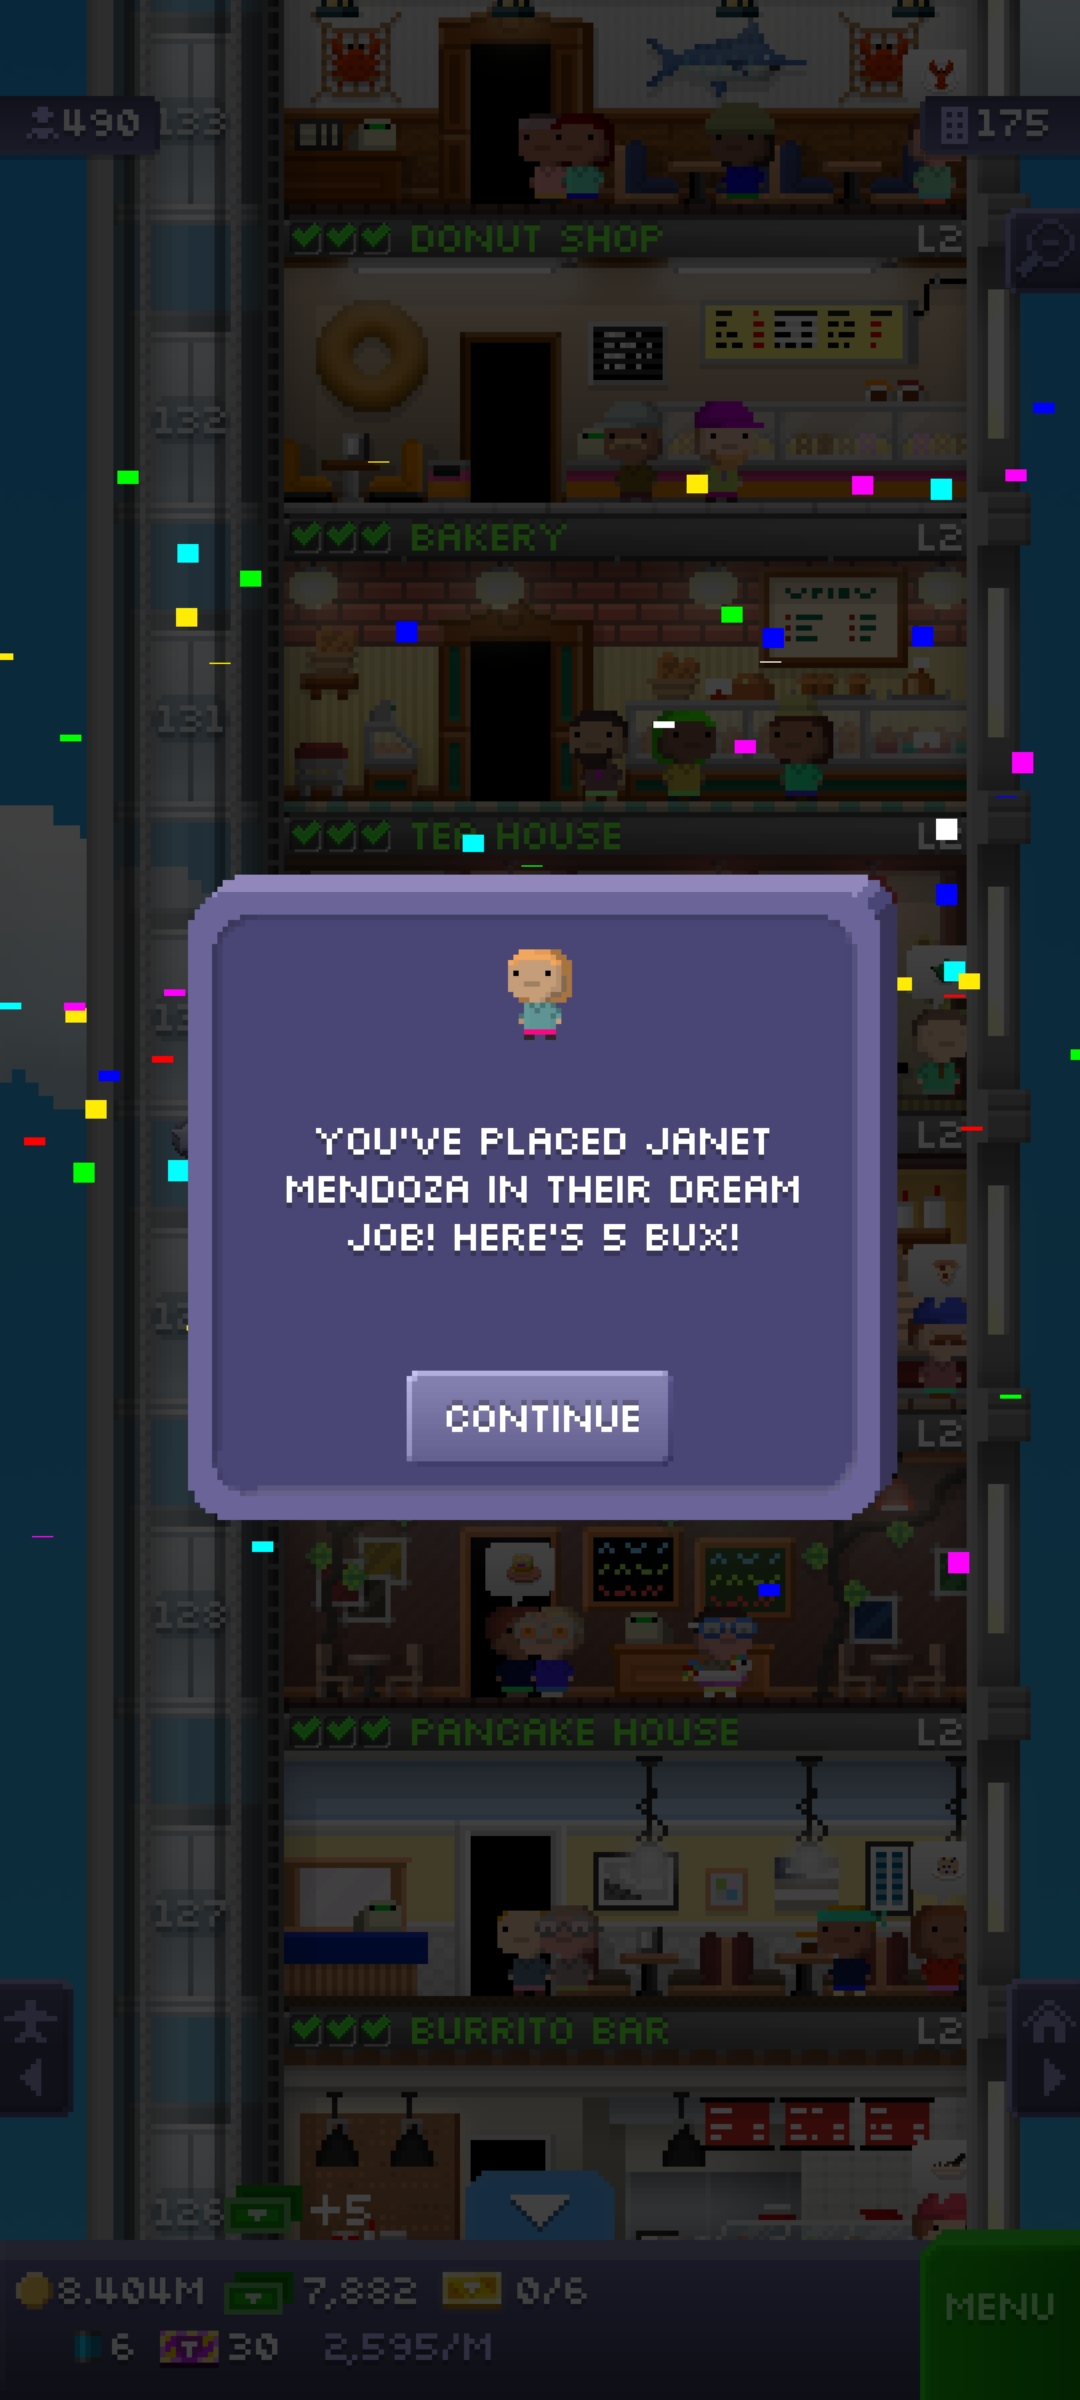 490
133
175
DONUT SHOP
L2
132
BAKERY
L2
131
TEA HOUSE
YOU'VE PLACED JANET
MENDOZA IN THEIR DREAM
JOB! HERE'S 5 BUX!
L2
CONTINUE
L2
128
PANCAKE HOUSE
L2
127
BURRITO BAR
L2
126
+5
8.404M
7,882
0/6
MENU
6
30
2,595/M